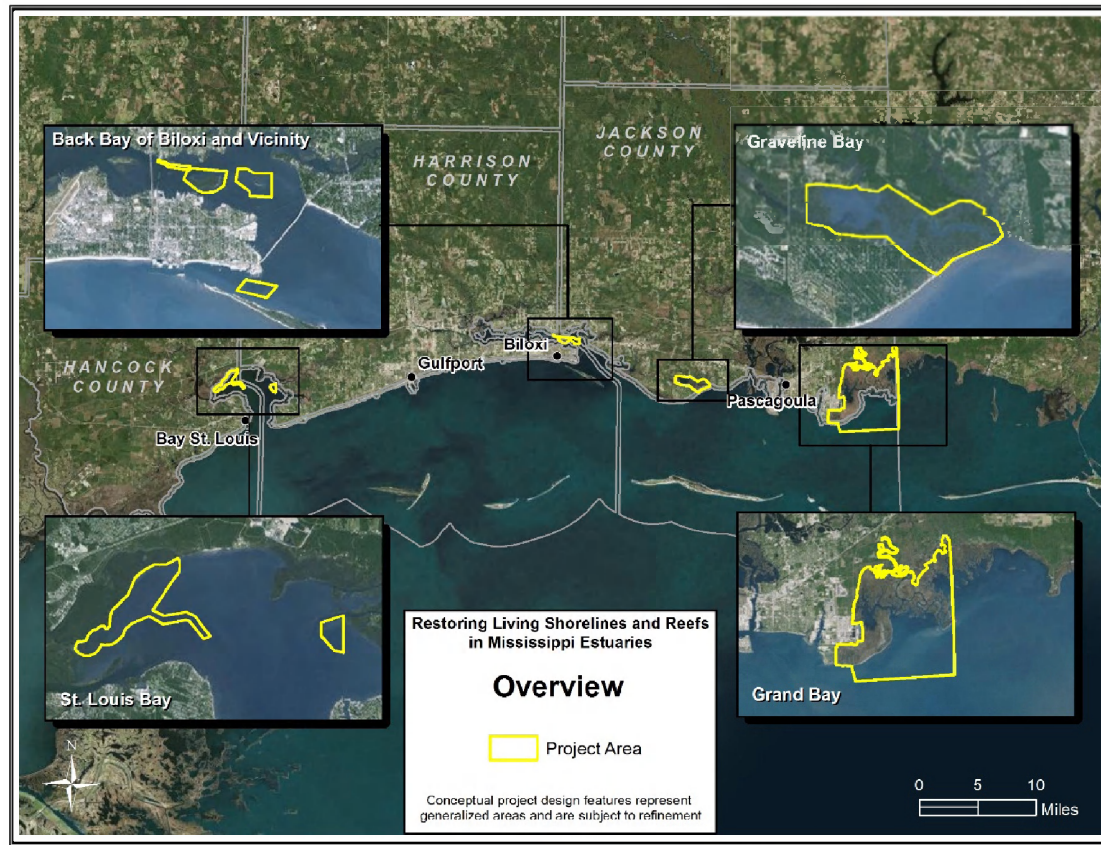 Back Bay of Biloxi and Vicinity
HARRISON
COUNTY
JACKSON
COUNTY
Graveline Bay
HANCOCK
COUNTY
Biloxi
Gulfport
Pascagoula
Bay St. Louis
St. Louis Bay
Grand Bay
Restoring Living Shorelines and Reefs
in Mississippi Estuaries
Overview
Project Area
Conceptual project design features represent
generalized areas and are subject to refinement
N
0 5 10
Miles